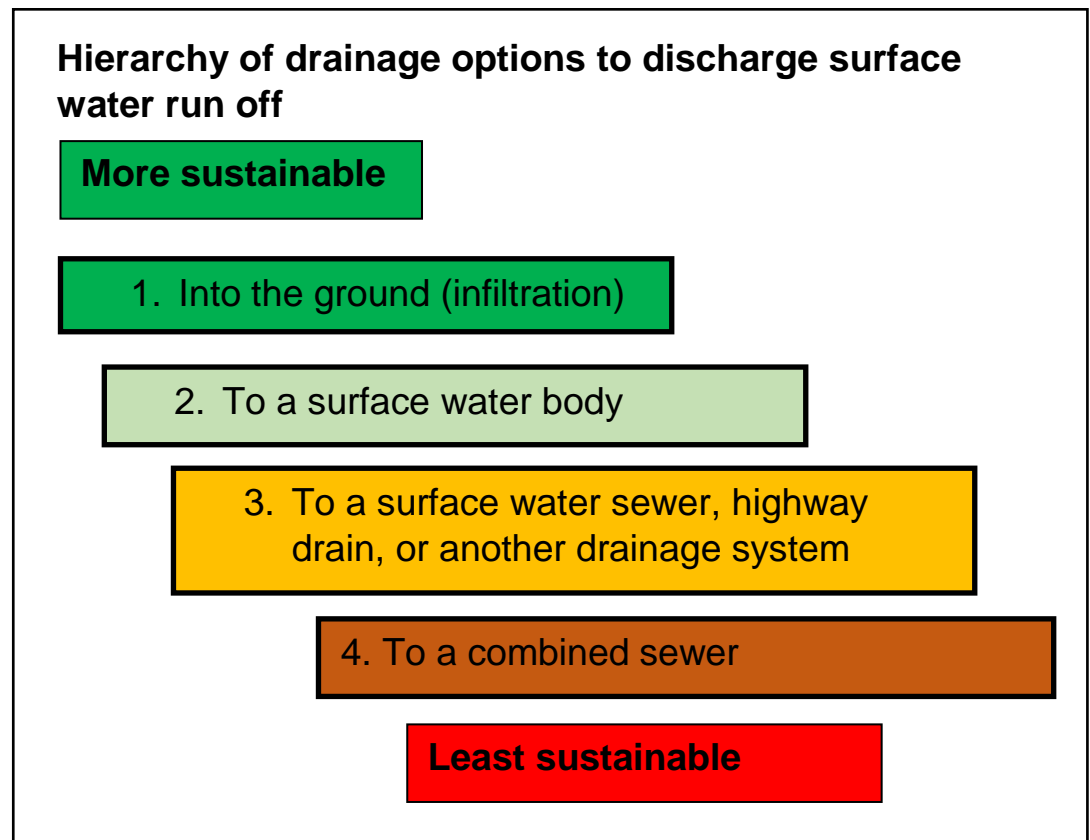 Hierarchy of drainage options to discharge surface
water run off
More sustainable
1. Into the ground (infiltration)
2. To a surface water body
3. To a surface water sewer, highway
drain, or another drainage system
4. To a combined sewer
Least sustainable